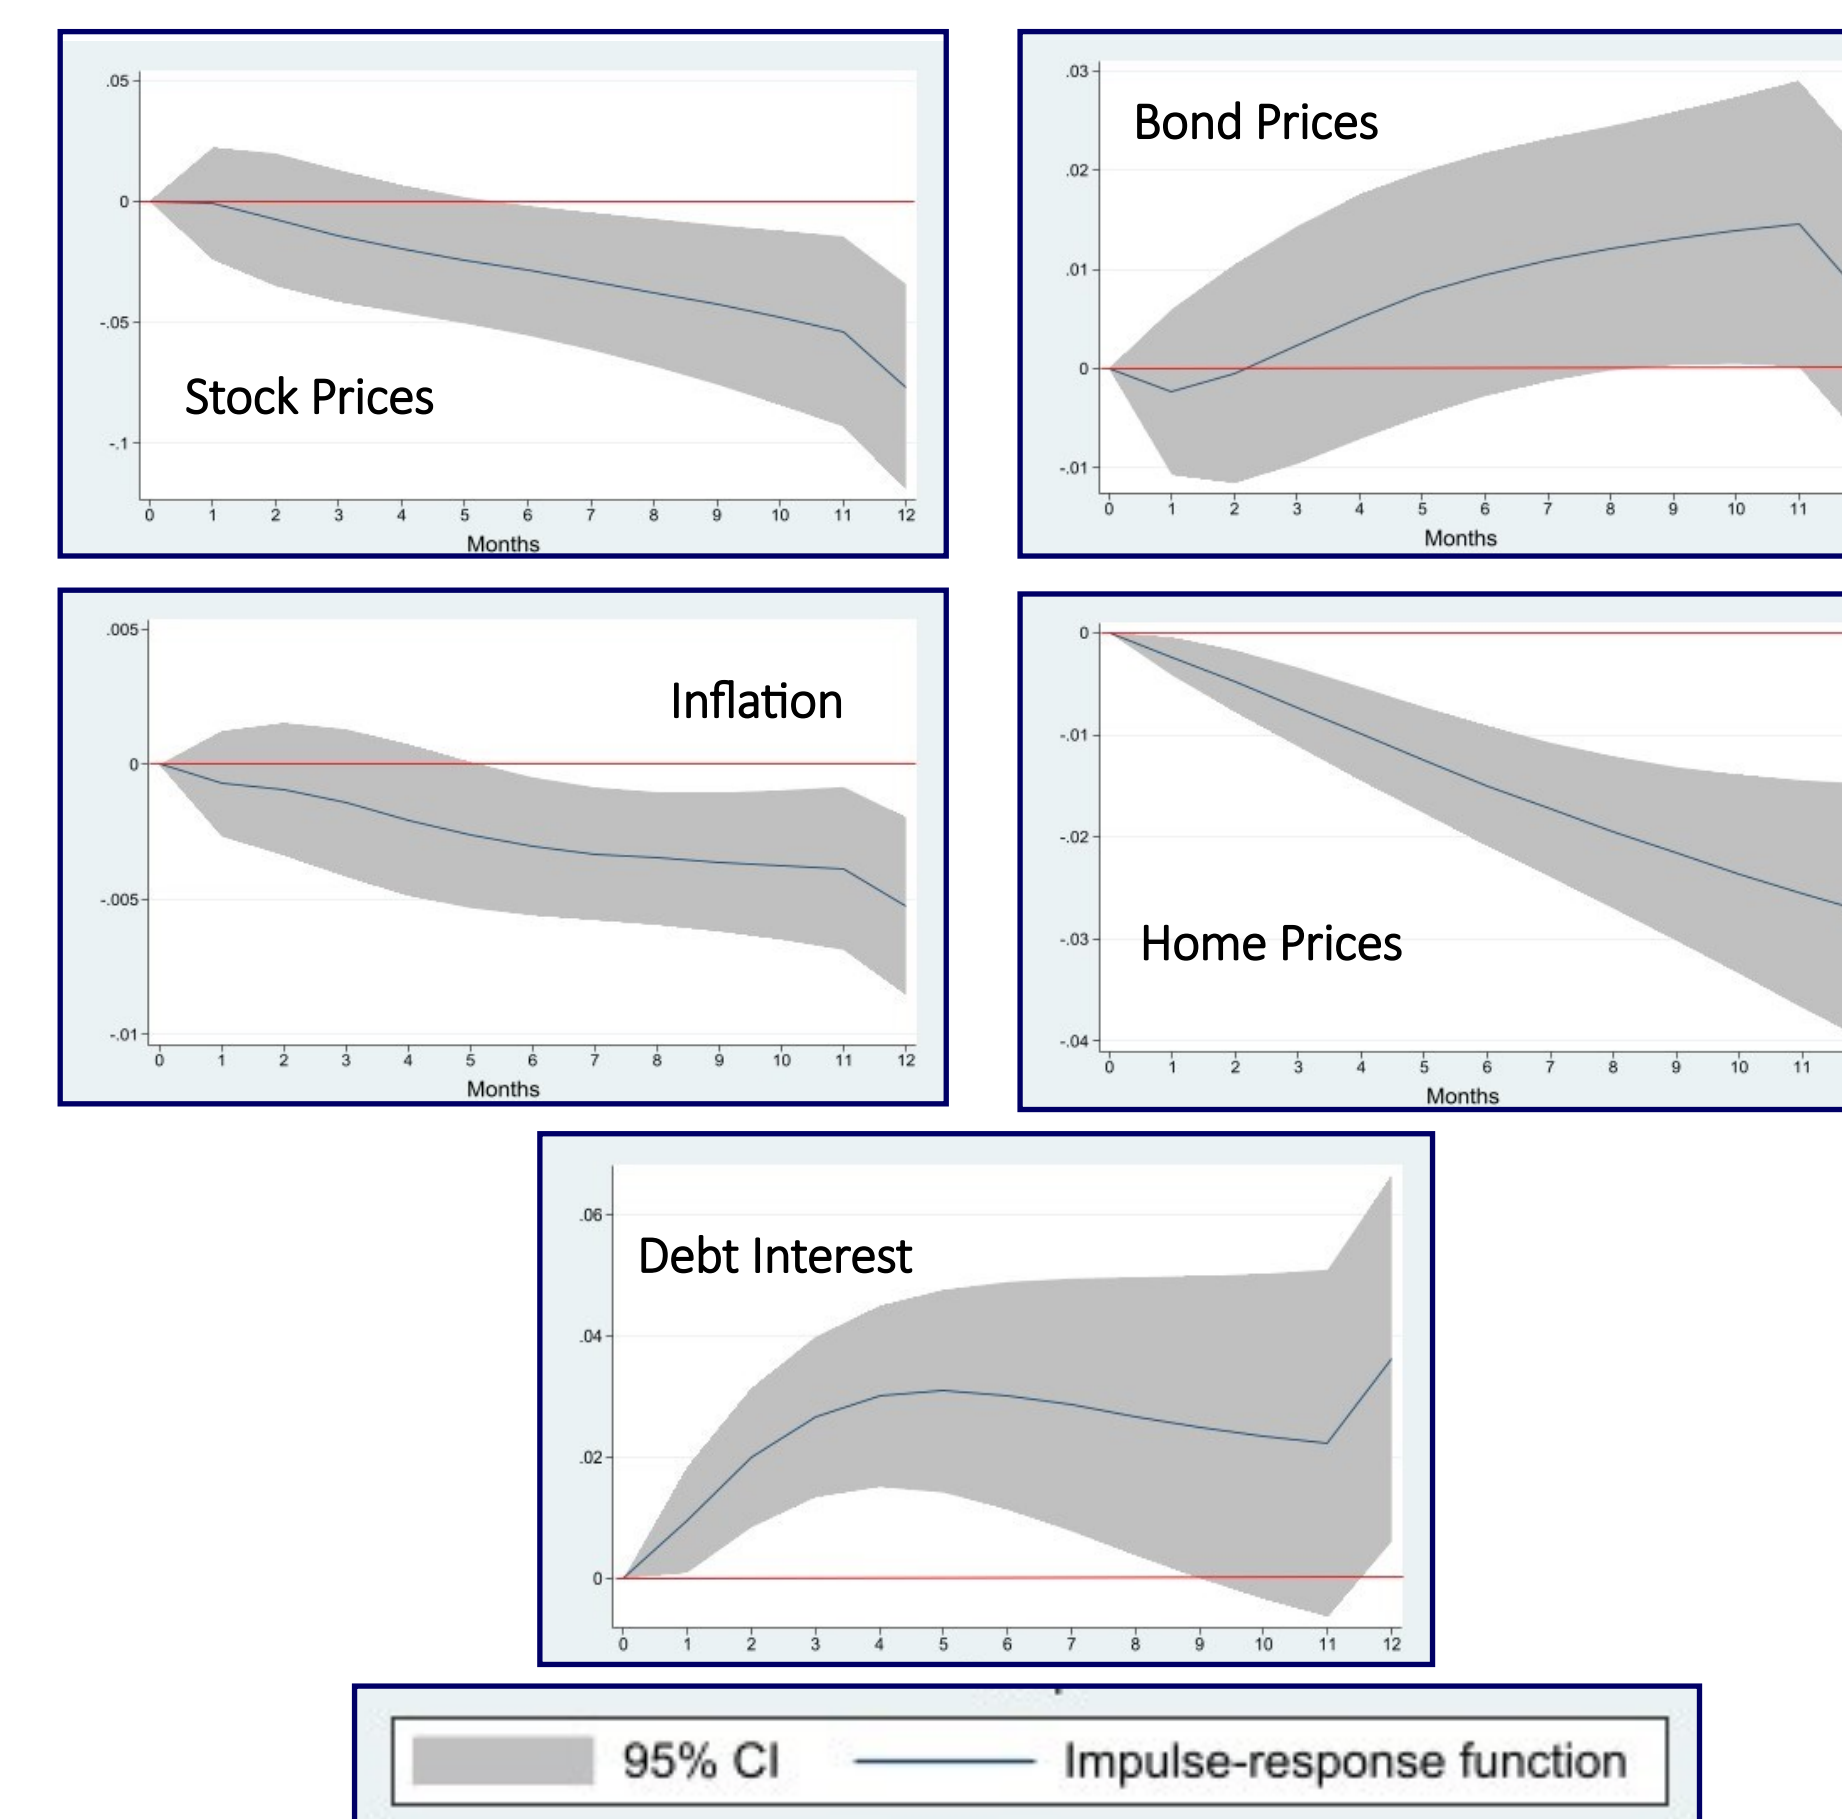 .05
0
-.05
-.1
Stock Prices
0 1 2 3 4 5 6 7 8 9 10 11 12
Months
.03
.02
.01
0
-.01
Bond Prices
0 1 2 3 4 5 6 7 8 9 10 11
Months
.005
0
-.005
-.01
Inflation
0 1 2 3 4 5 6 7 8 9 10 11 12
Months
0
-.01
-.02
-.03
-.04
Home Prices
0 1 2 3 4 5 6 7 8 9 10 11
Months
.06
.04
.02
0
Debt Interest
0 1 2 3 4 5 6 7 8 9 10 11 12
95% CI Impulse-response function